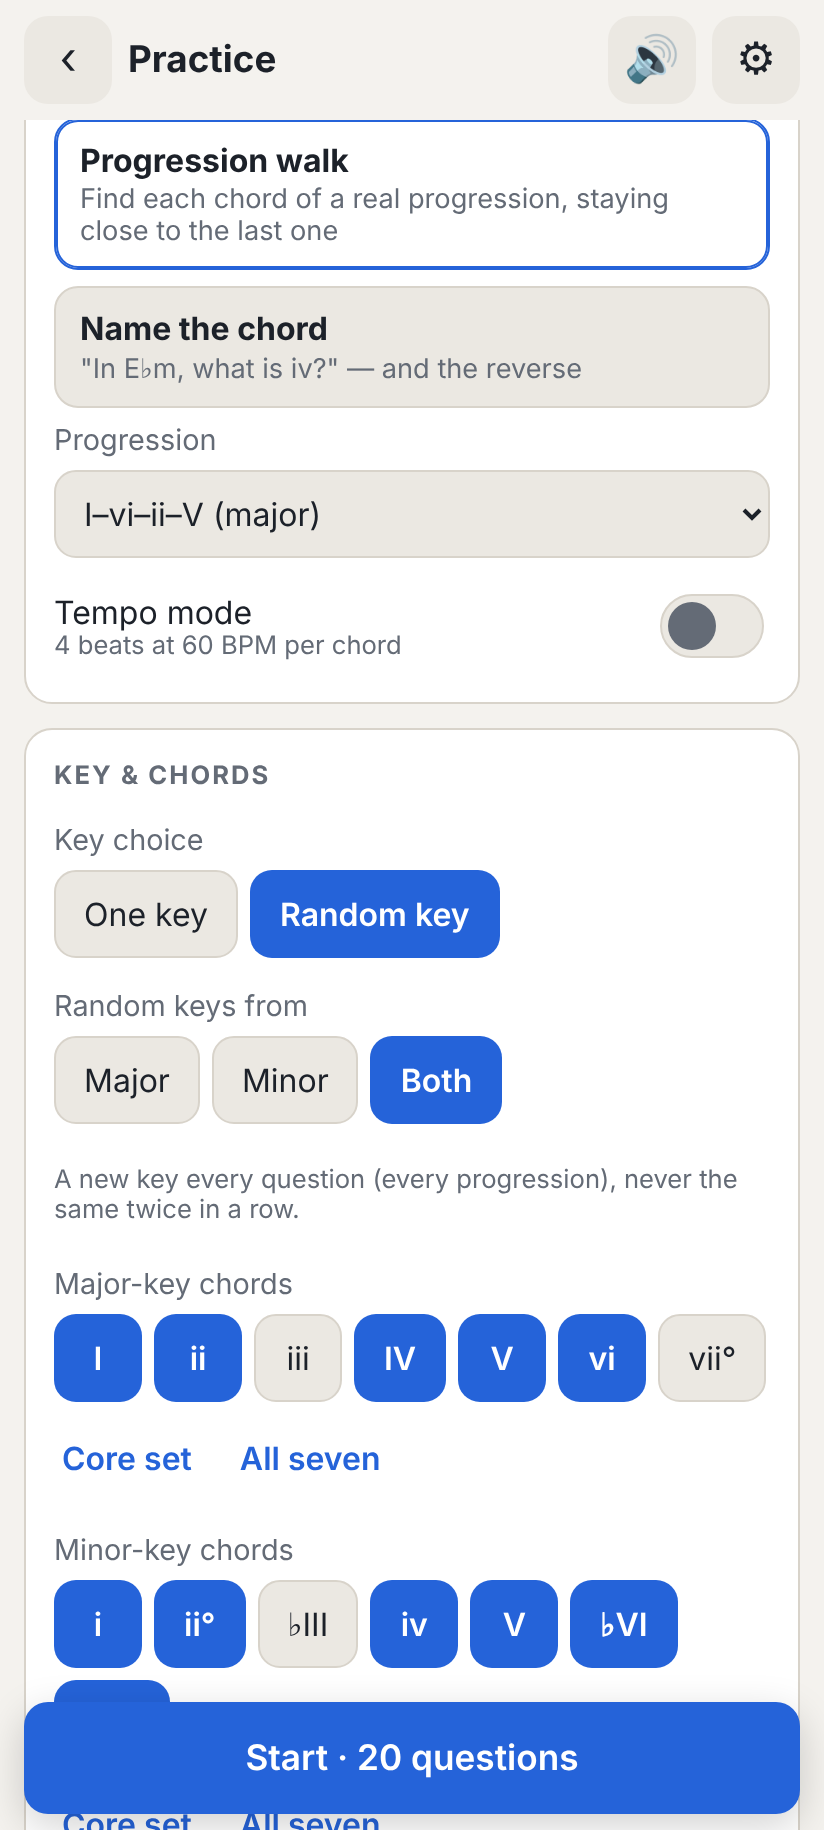 Practice
Progression walk
Find each chord of a real progression, staying
close to the last one
Name the chord
"In E♭m, what is iv?" — and the reverse
Progression
I–vi–ii–V (major)
Tempo mode
4 beats at 60 BPM per chord
KEY & CHORDS
Key choice
One key Random key
Random keys from
Major Minor Both
A new key every question (every progression), never the
same twice in a row.
Major-key chords
I ii iii IV V vi vii°
Core set All seven
Minor-key chords
i ii° ♭III iv V ♭VI
Start · 20 questions
Core set All seven